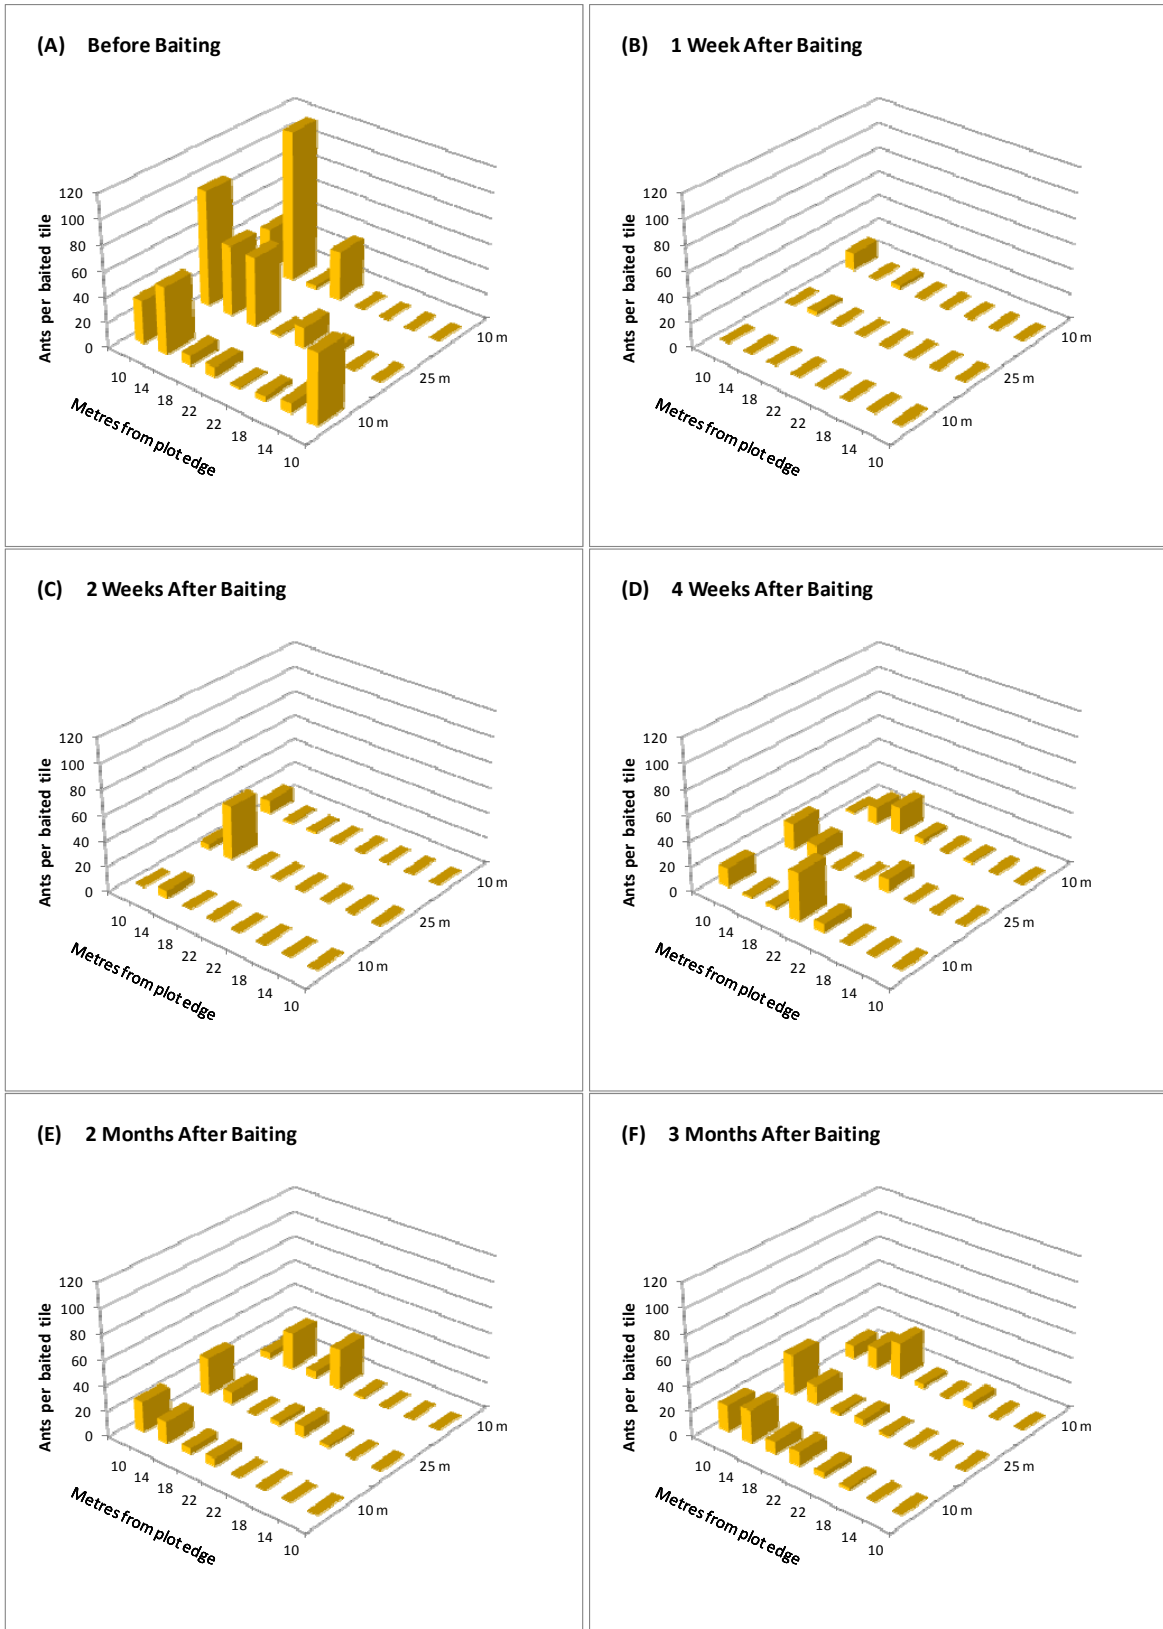 (A) Before Baiting
120
100
80
60
40
20
0
Ants per baited tile
10
14
18
22
22
18
14
10
Metres from plot edge
10 m
25 m
10 m
(B) 1 Week After Baiting
120
100
80
60
40
20
0
Ants per baited tile
10
14
18
22
22
18
14
10
Metres from plot edge
10 m
25 m
10 m
(C) 2 Weeks After Baiting
120
100
80
60
40
20
0
Ants per baited tile
10
14
18
22
22
18
14
10
Metres from plot edge
10 m
25 m
10 m
(D) 4 Weeks After Baiting
120
100
80
60
40
20
0
Ants per baited tile
10
14
18
22
22
18
14
10
Metres from plot edge
10 m
25 m
10 m
(E) 2 Months After Baiting
120
100
80
60
40
20
0
Ants per baited tile
10
14
18
22
22
18
14
10
Metres from plot edge
10 m
25 m
10 m
(F) 3 Months After Baiting
120
100
80
60
40
20
0
Ants per baited tile
10
14
18
22
22
18
14
10
Metres from plot edge
10 m
25 m
10 m